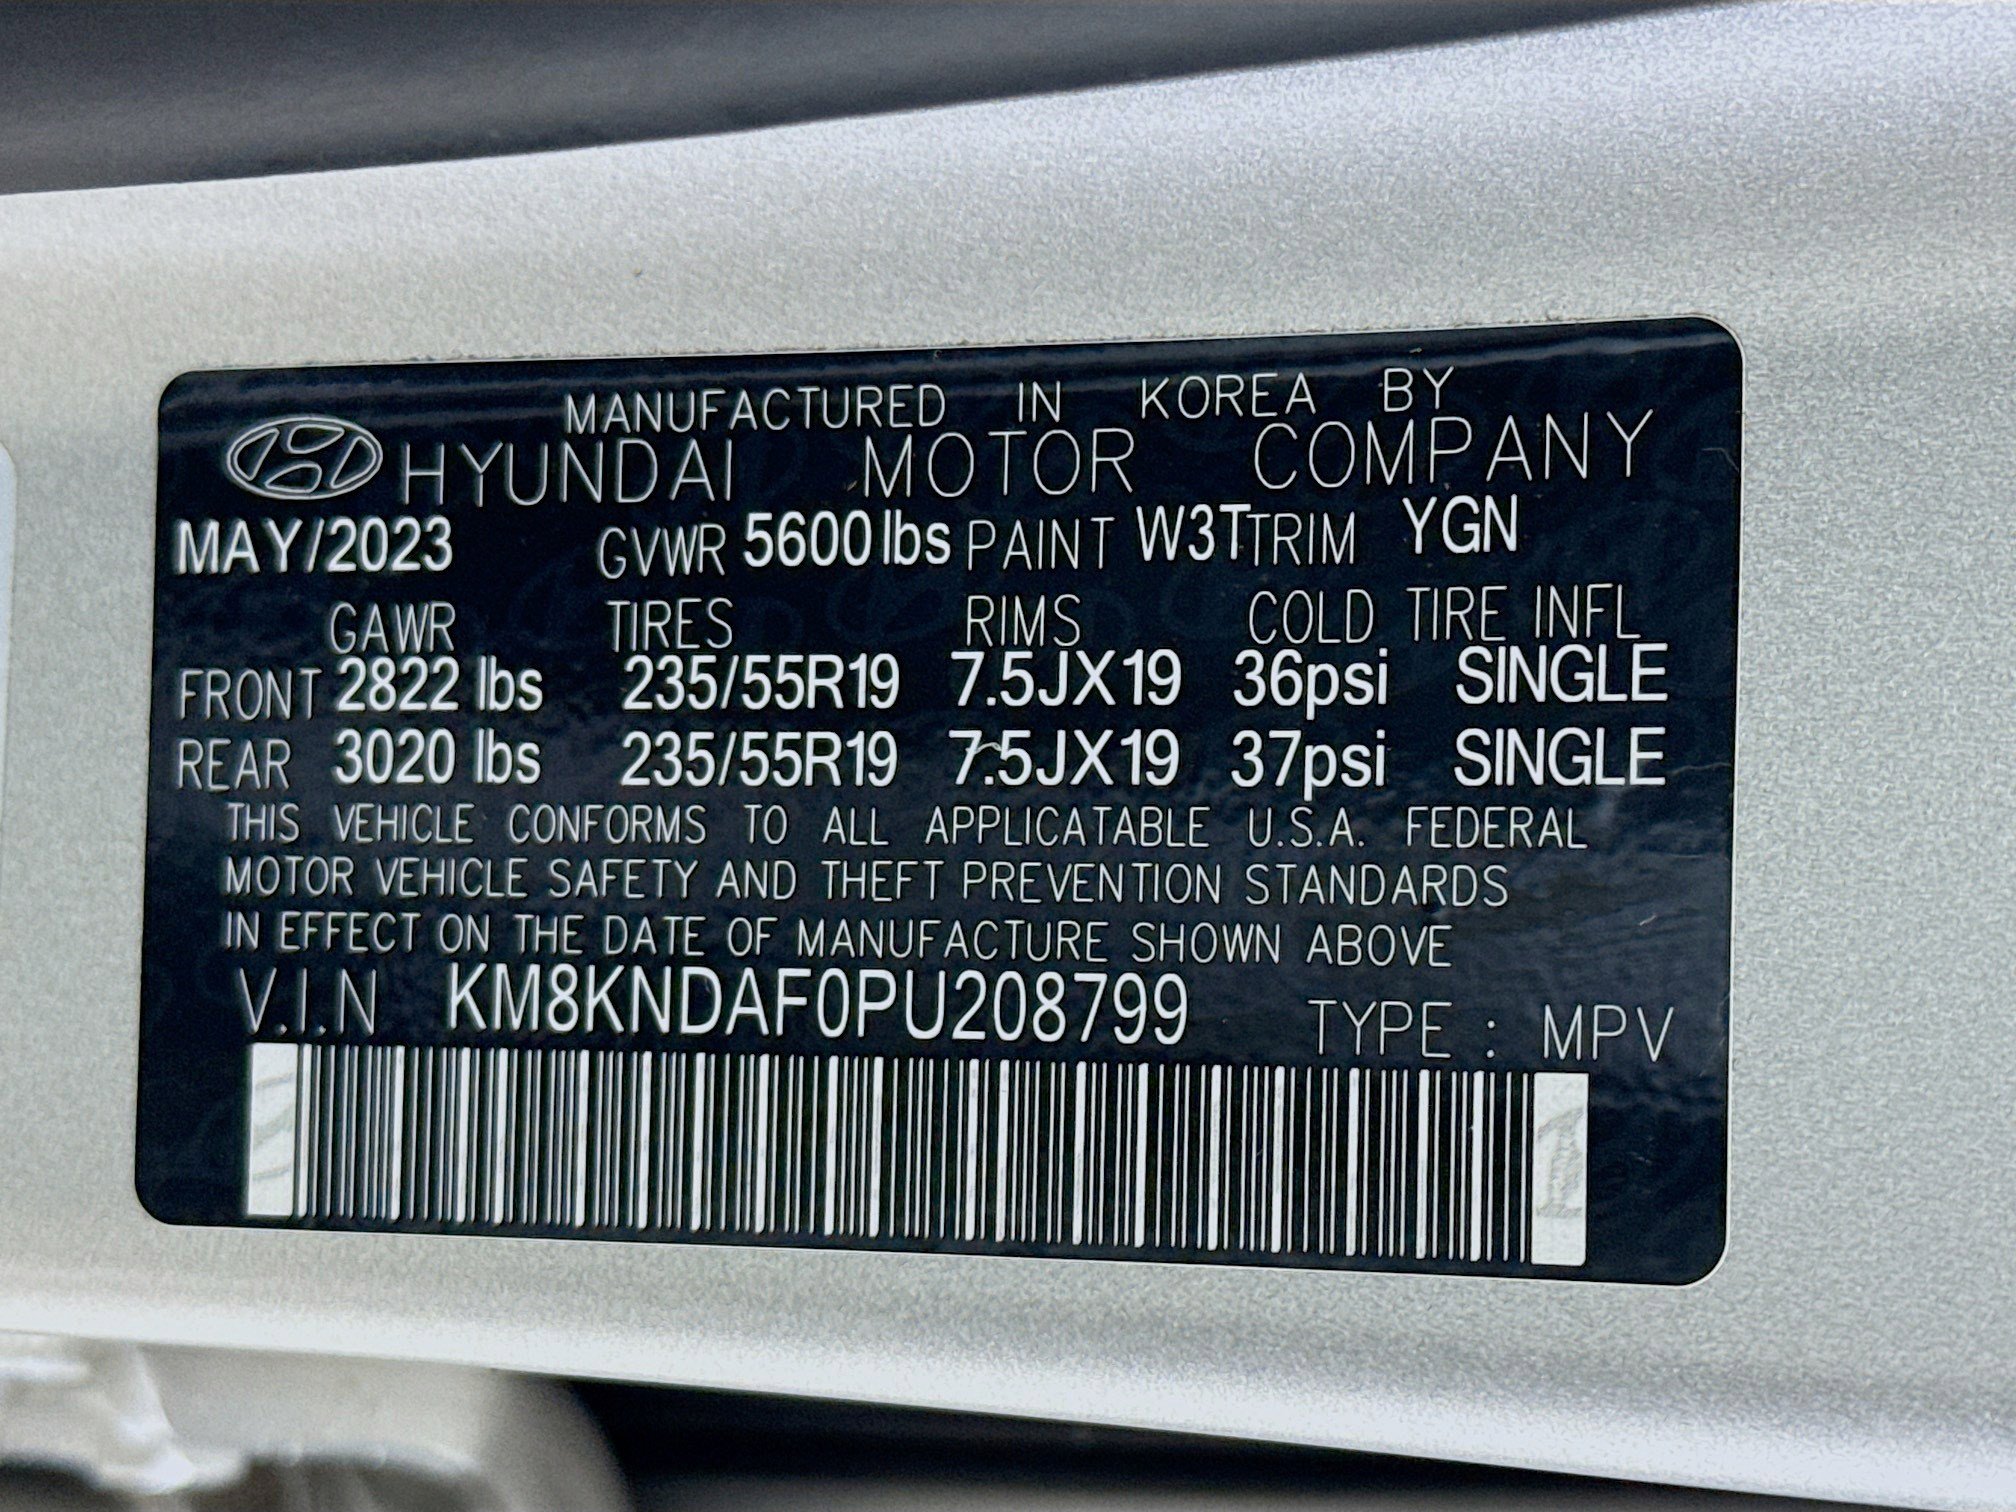 MANUFACTURED IN KOREA BY
HYUNDAI MOTOR COMPANY
MAY/2023 GVWR 5600 lbs PAINT W3T TRIM YGN
GAWR TIRES RIMS COLD TIRE INFL
FRONT 2822 lbs 235/55R19 7.5JX19 36psi SINGLE
REAR 3020 lbs 235/55R19 7.5JX19 37psi SINGLE
THIS VEHICLE CONFORMS TO ALL APPLICATABLE U.S.A. FEDERAL
MOTOR VEHICLE SAFETY AND THEFT PREVENTION STANDARDS
IN EFFECT ON THE DATE OF MANUFACTURE SHOWN ABOVE
V.I.N KM8KNDAF0PU208799 TYPE : MPV